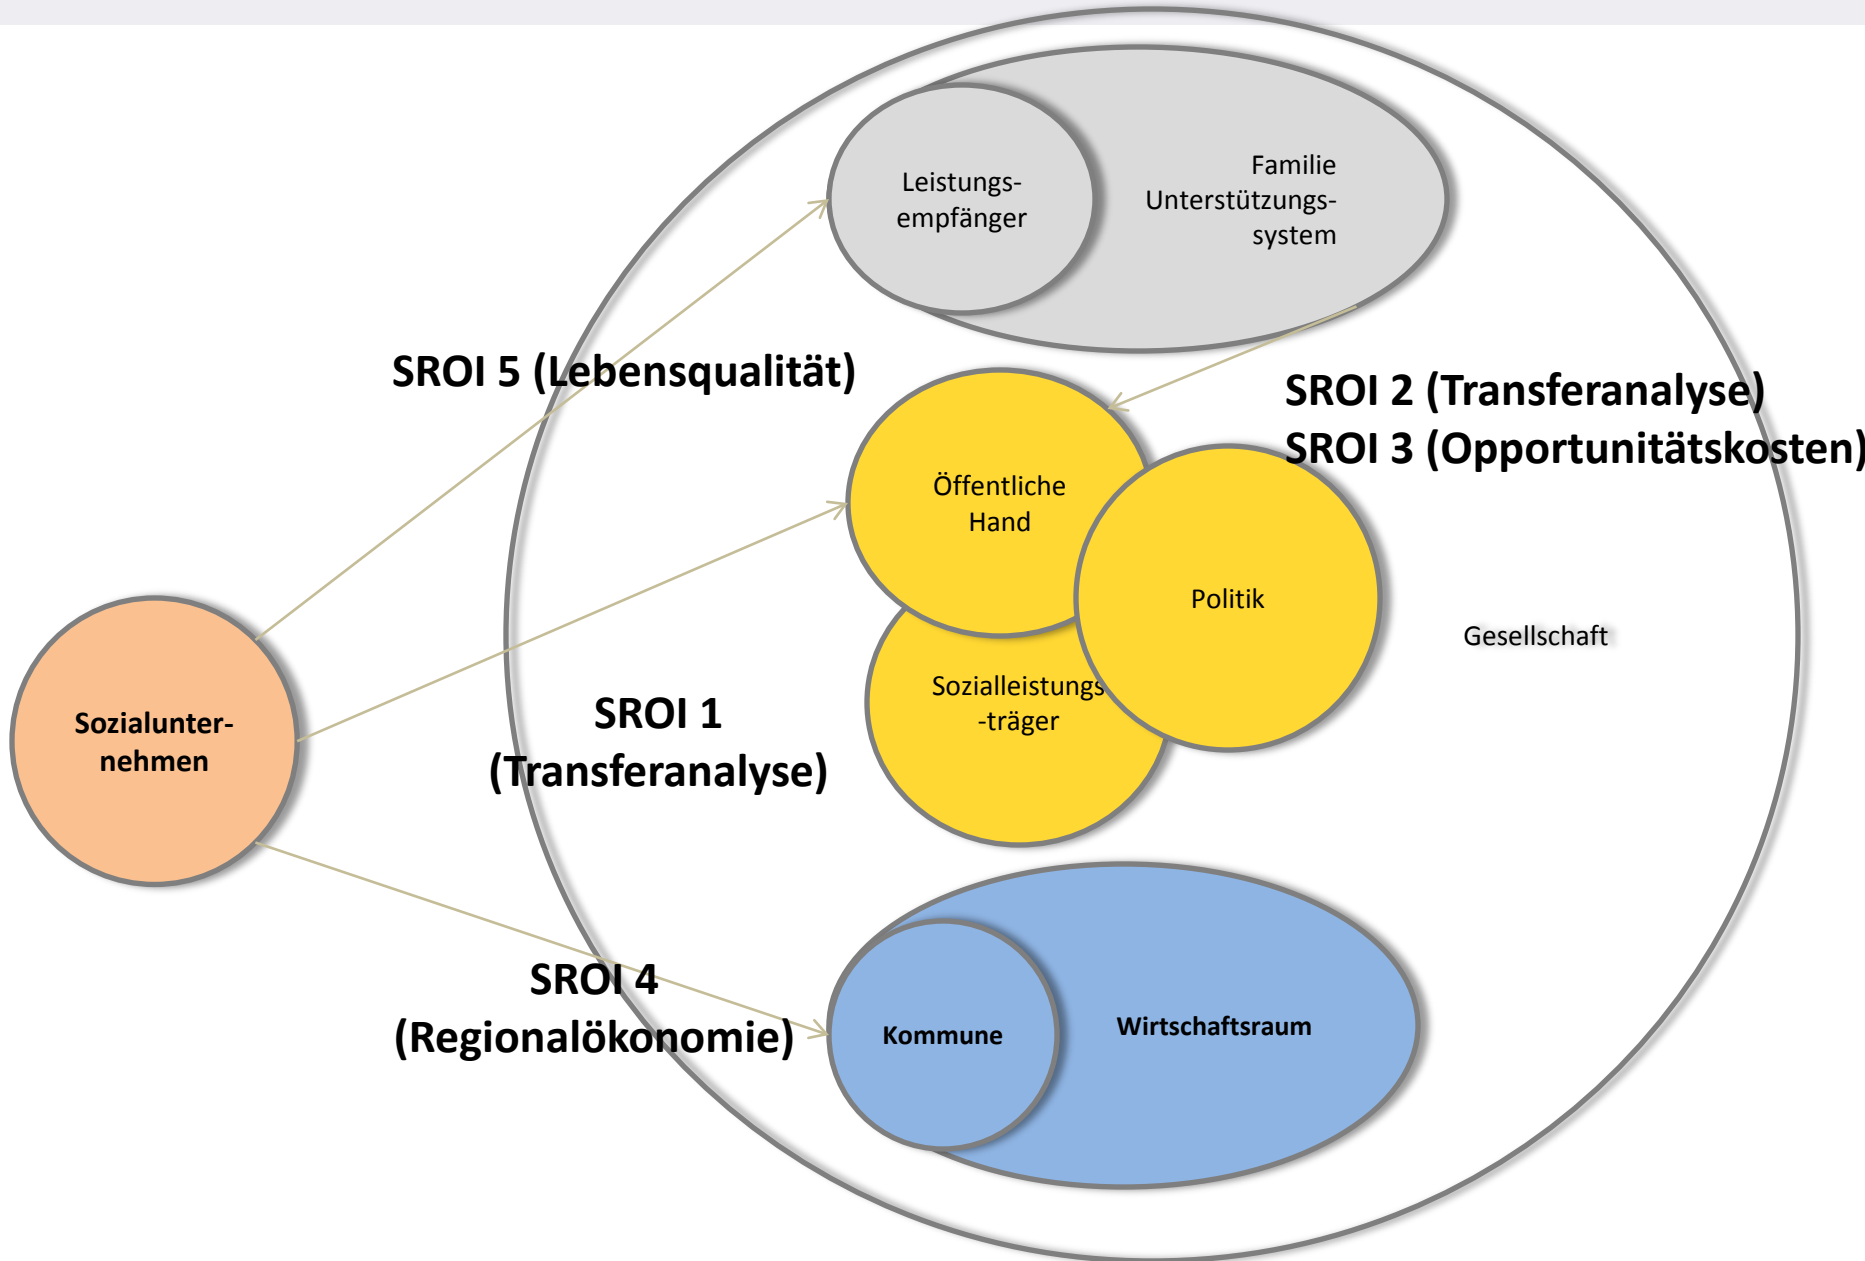 Leistungs-
empfänger
Familie
Unterstützungs-
system
SROI 5 (Lebensqualität)
SROI 2 (Transferanalyse)
SROI 3 (Opportunitätskosten)
Öffentliche
Hand
Politik
Gesellschaft
Sozialunter-
nehmen
SROI 1
(Transferanalyse)
Sozialleistungs
-träger
SROI 4
(Regionalökonomie)
Kommune
Wirtschaftsraum